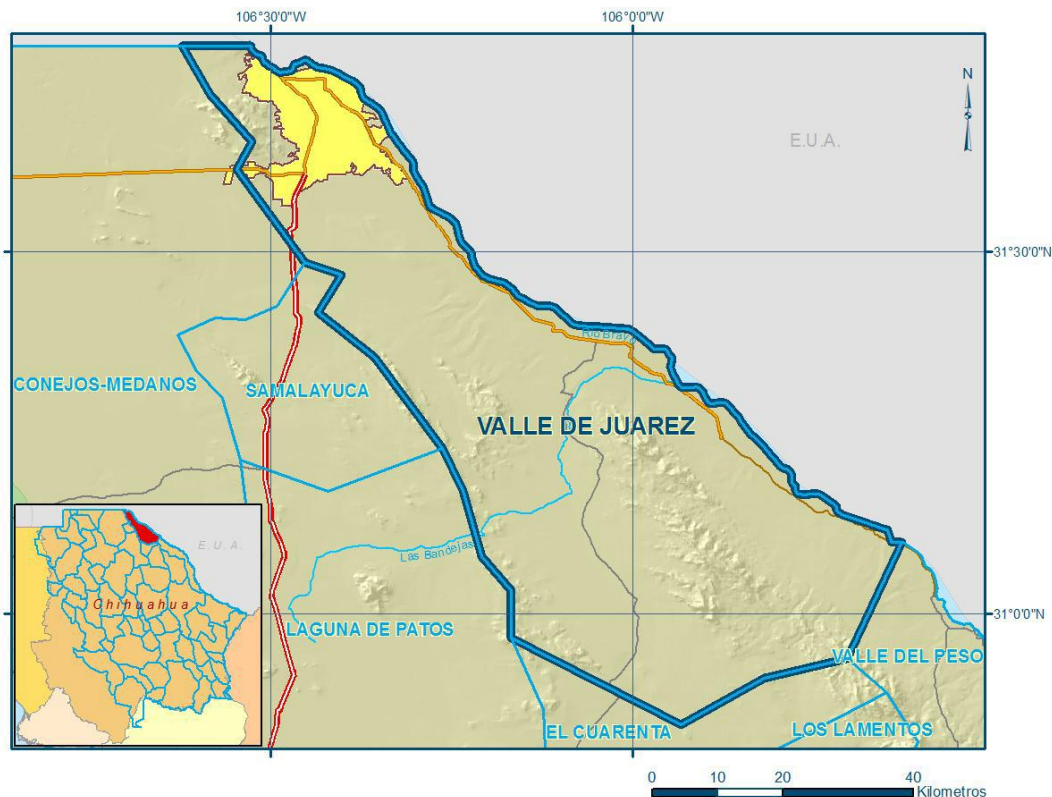 106°30'0"W
106°0'0"W
N
E.U.A.
31°30'0"N
Rio Bravo
CONEJOS-MEDANOS
SAMALAYUCA
VALLE DE JUAREZ
E.U.A.
Las Bandejas
Chihuahua
31°0'0"N
LAGUNA DE PATOS
VALLE DEL PESO
EL CUARENTA
LOS LAMENTOS
0 10 20 40
Kilometros